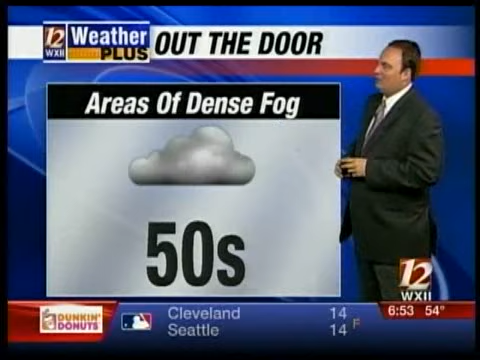 12 WXII Weather PLUS OUT THE DOOR
Areas Of Dense Fog
50s
12
WXII
DUNKIN' DONUTS
Cleveland 14 F
Seattle 14
6:53 54°